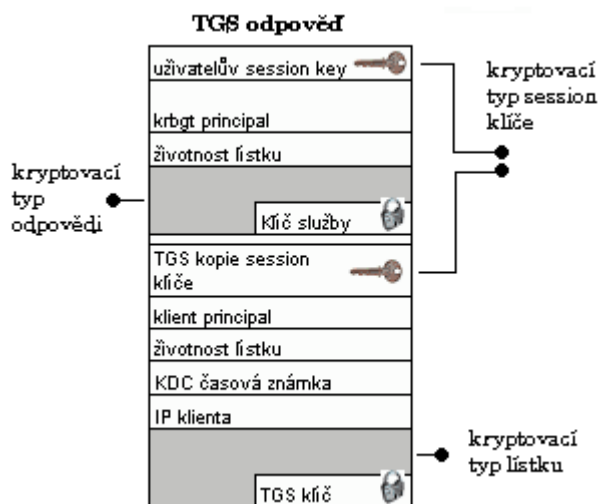 TGS odpověď
uživatelův session key
krbgt principal
životnost lístku
Klíč služby
TGS kopie session
klíče
klient principal
životnost lístku
KDC časová známka
IP klienta
TGS klíč
kryptovací
typ
odpovědi
kryptovací
typ session
klíče
kryptovací
typ lístku